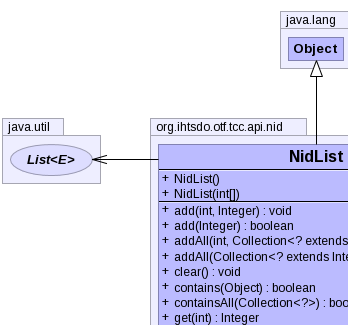 java.lang
Object
java.util
List<E>
org.ihtsdo.otf.tcc.api.nid
NidList
+ NidList()
+ NidList(int[])
+ add(int, Integer) : void
+ add(Integer) : boolean
+ addAll(int, Collection<? extends
+ addAll(Collection<? extends Inte
+ clear() : void
+ contains(Object) : boolean
+ containsAll(Collection<?>) : boo
+ get(int) : Integer